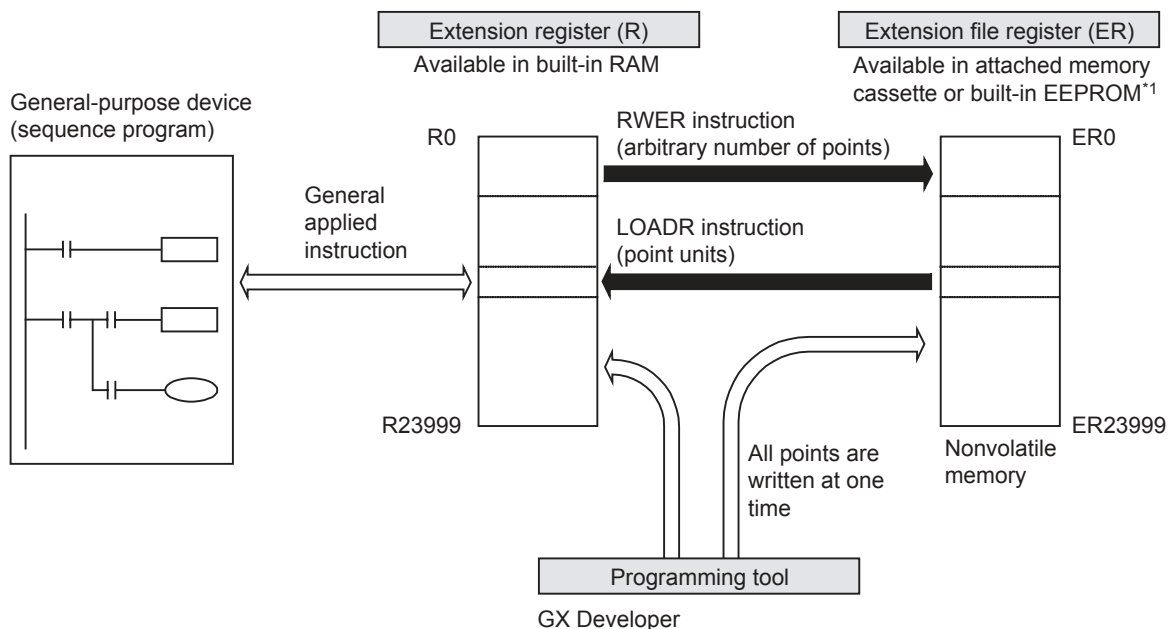 Extension register (R)
Available in built-in RAM
Extension file register (ER)
Available in attached memory
cassette or built-in EEPROM*1
General-purpose device
(sequence program)
General
applied
instruction
R0
R23999
RWER instruction
(arbitrary number of points)
LOADR instruction
(point units)
ER0
ER23999
Nonvolatile
memory
All points are
written at one
time
Programming tool
GX Developer